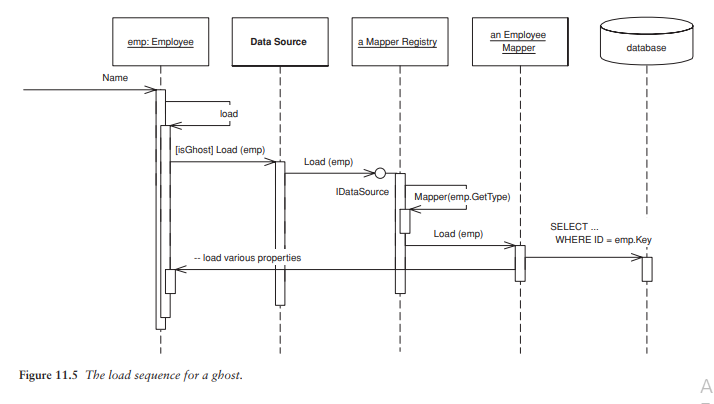 emp: Employee
Data Source
a Mapper Registry
an Employee
Mapper
database
Name
load
[isGhost] Load (emp)
Load (emp)
IDataSource
Mapper(emp.GetType)
Load (emp)
SELECT ...
WHERE ID = emp.Key
-- load various properties
Figure 11.5 The load sequence for a ghost.
A